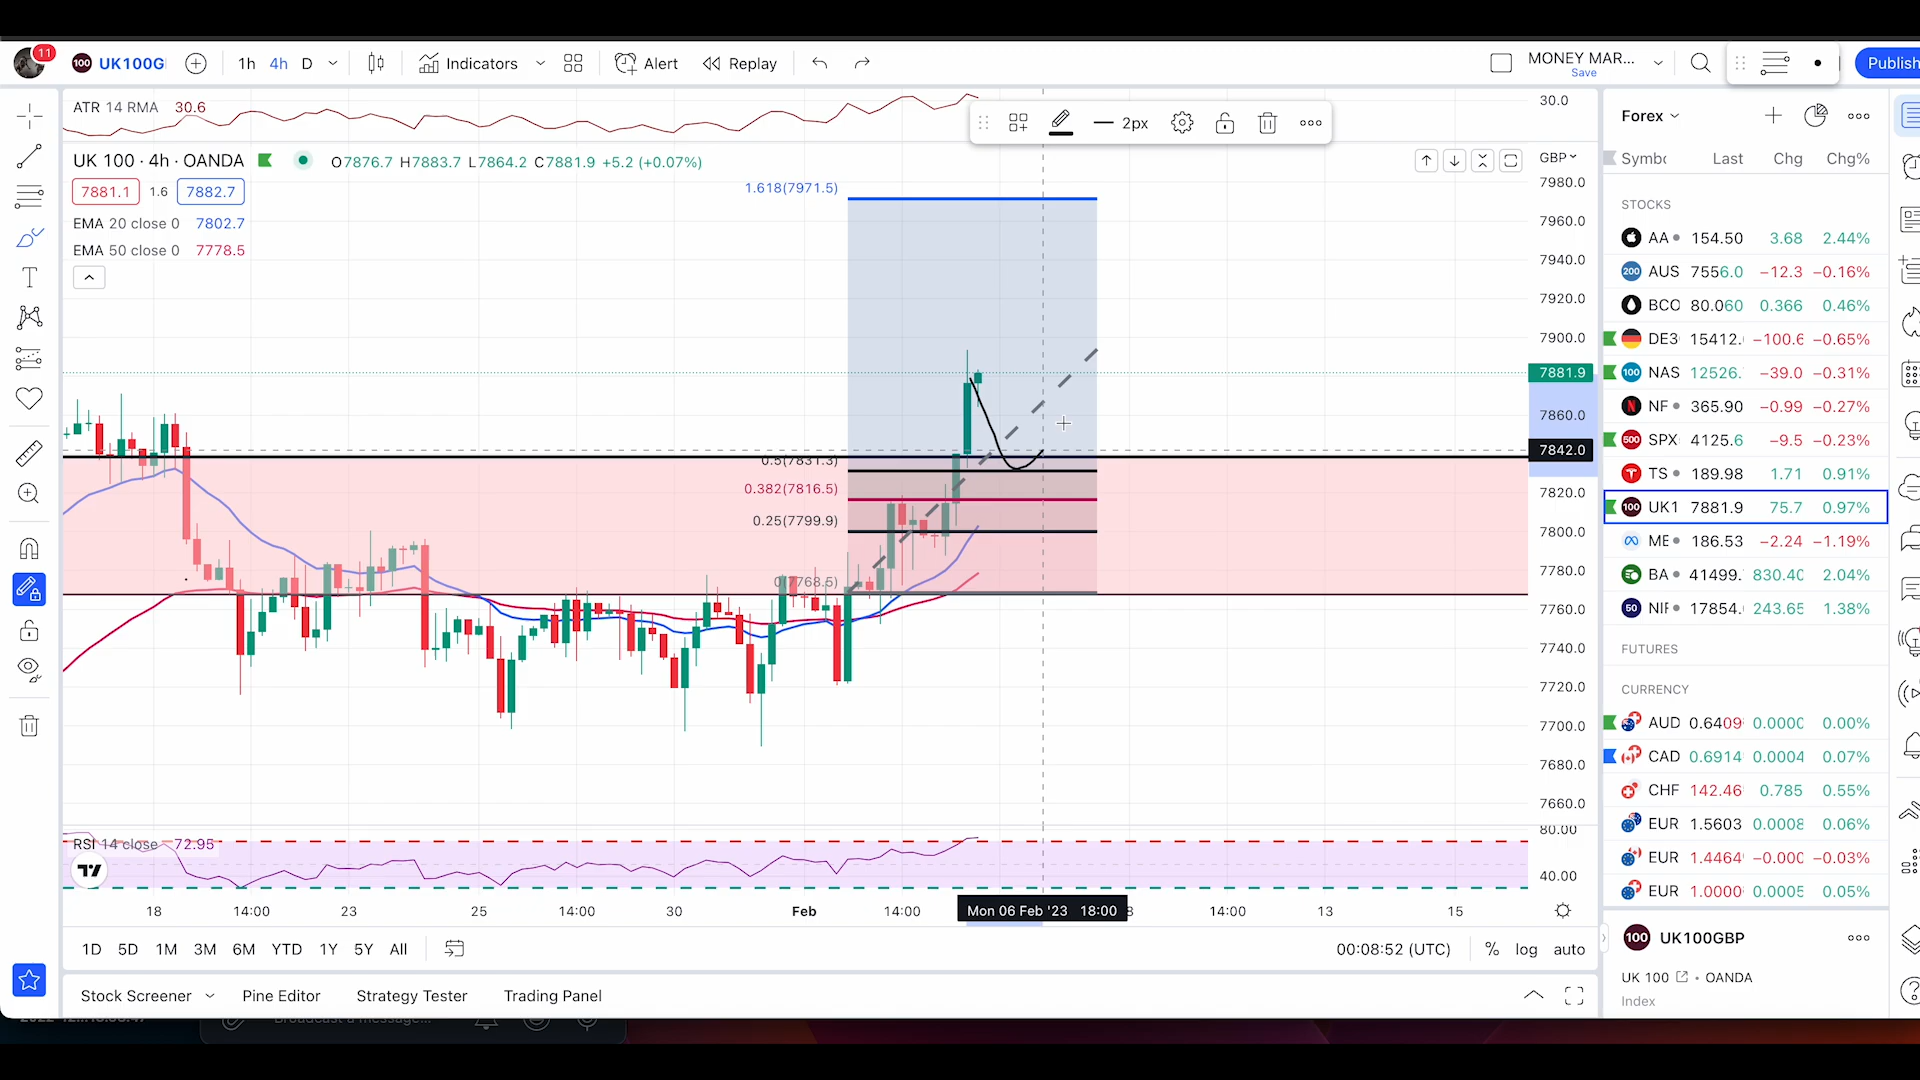 11
100 UK100G 1h 4h D Indicators Alert Replay MONEY MAR... Save Publish
ATR 14 RMA 30.6
30.0
UK 100 · 4h · OANDA O7876.7 H7883.7 L7864.2 C7881.9 +5.2 (+0.07%)
7881.1 1.6 7882.7
EMA 20 close 0 7802.7
EMA 50 close 0 7778.5
2px
GBP
1.618(7971.5)
0.5(7831.3)
0.382(7816.5)
0.25(7799.9)
0(7768.5)
7980.0
7960.0
7940.0
7920.0
7900.0
7881.9
7860.0
7842.0
7820.0
7800.0
7780.0
7760.0
7740.0
7720.0
7700.0
7680.0
7660.0
80.00
RSI 14 close 72.95
40.00
18 14:00 23 25 14:00 30 Feb 14:00 Mon 06 Feb '23 18:00 8 14:00 13 15
1D 5D 1M 3M 6M YTD 1Y 5Y All 00:08:52 (UTC) % log auto
Stock Screener Pine Editor Strategy Tester Trading Panel
Forex
Symbc Last Chg Chg%
STOCKS
AA 154.50 3.68 2.44%
200 AUS 7556.0 −12.3 −0.16%
BCO 80.060 0.366 0.46%
DE3 15412. −100.6 −0.65%
100 NAS 12526. −39.0 −0.31%
NF 365.90 −0.99 −0.27%
500 SPX 4125.6 −9.5 −0.23%
TS 189.98 1.71 0.91%
100 UK1 7881.9 75.7 0.97%
ME 186.53 −2.24 −1.19%
BA 41499. 830.40 2.04%
50 NIF 17854. 243.65 1.38%
FUTURES
CURRENCY
AUD 0.6409 0.0000 0.00%
CAD 0.6914 0.0004 0.07%
CHF 142.46 0.785 0.55%
EUR 1.5603 0.0008 0.06%
EUR 1.4464 −0.000 −0.03%
EUR 1.0000 0.0005 0.05%
100 UK100GBP
UK 100 • OANDA
Index
Broadcast a message...